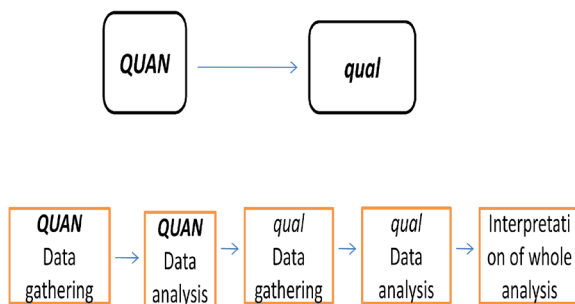 QUAN
qual
QUAN
Data
gathering
QUAN
Data
analysis
qual
Data
gathering
qual
Data
analysis
Interpretati
on of whole
analysis